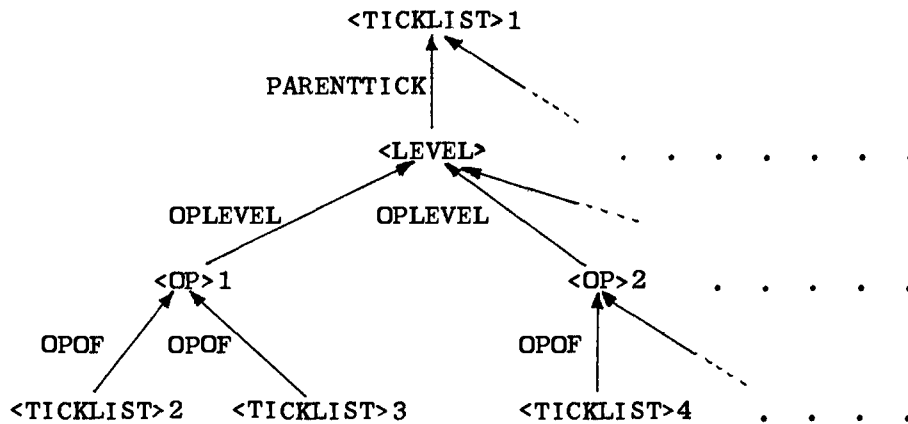 <TICKLIST>1
PARENTTICK
<LEVEL> . . . . . . .
OPLEVEL OPLEVEL
<OP>1 <OP>2 . . . . .
OPOF OPOF OPOF
<TICKLIST>2 <TICKLIST>3 <TICKLIST>4 . . . .